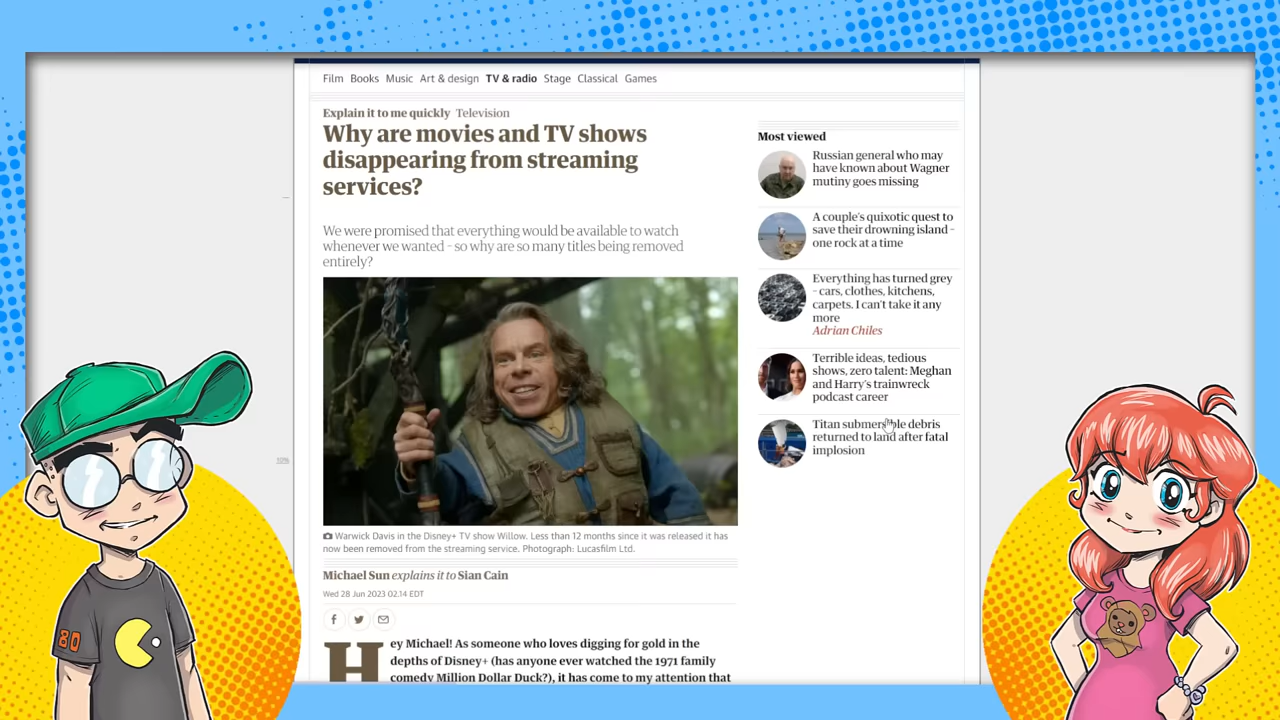 Film Books Music Art & design TV & radio Stage Classical Games
Explain it to me quickly Television
Why are movies and TV shows
disappearing from streaming
services?
We were promised that everything would be available to watch
whenever we wanted – so why are so many titles being removed
entirely?
Warwick Davis in the Disney+ TV show Willow. Less than 12 months since it was released it has
now been removed from the streaming service. Photograph: Lucasfilm Ltd.
Michael Sun explains it to Sian Cain
Wed 28 Jun 2023 02.14 EDT
Hey Michael! As someone who loves digging for gold in the
depths of Disney+ (has anyone ever watched the 1971 family
comedy Million Dollar Duck?), it has come to my attention that
Most viewed
Russian general who may
have known about Wagner
mutiny goes missing
A couple's quixotic quest to
save their drowning island –
one rock at a time
Everything has turned grey
– cars, clothes, kitchens,
carpets. I can't take it any
more
Adrian Chiles
Terrible ideas, tedious
shows, zero talent: Meghan
and Harry's trainwreck
podcast career
Titan submersible debris
returned to land after fatal
implosion
80